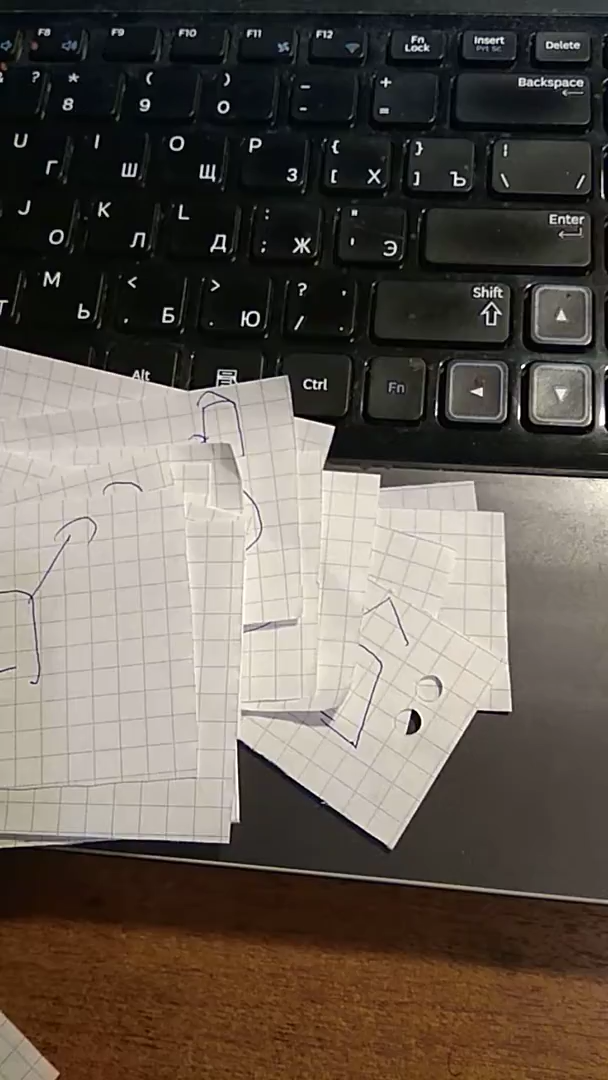 F8 F9 F10 F11 F12 Fn Lock Insert Prt Sc Delete
? * 8 ( 9 ) 0 _ - + = Backspace
U Г I Ш O Щ P З { [ Х } ] Ъ | \ /
J О K Л L Д : ; Ж " ' Э Enter
Т M Ь < , Б > . Ю ? / , . Shift
Alt Ctrl Fn